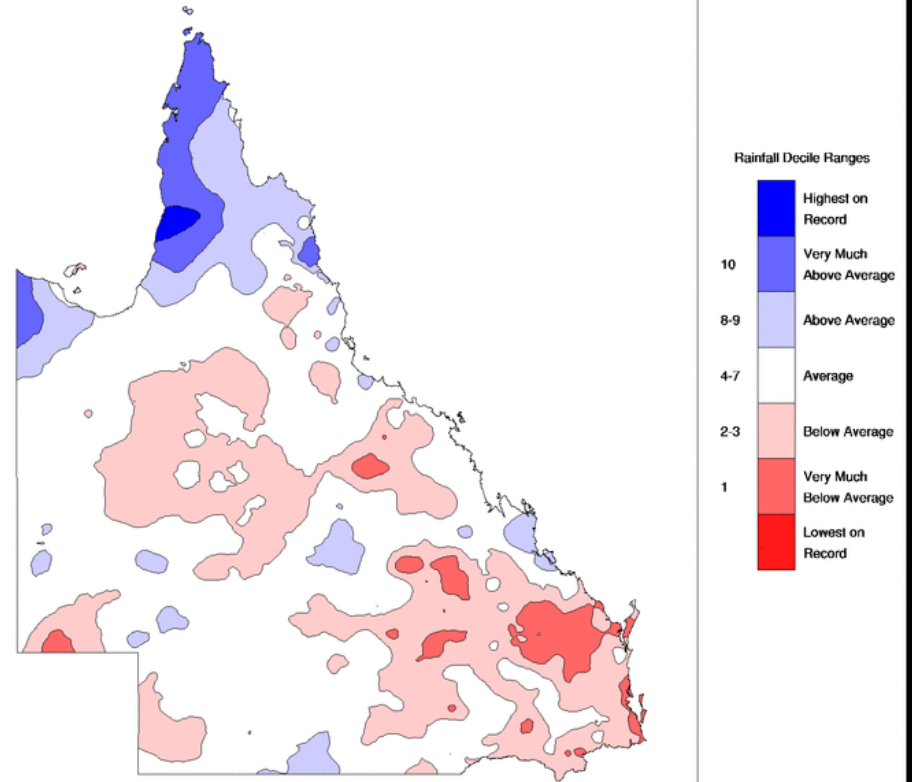 Rainfall Decile Ranges
Highest on
Record
10
Very Much
Above Average
8-9
Above Average
4-7
Average
2-3
Below Average
1
Very Much
Below Average
Lowest on
Record